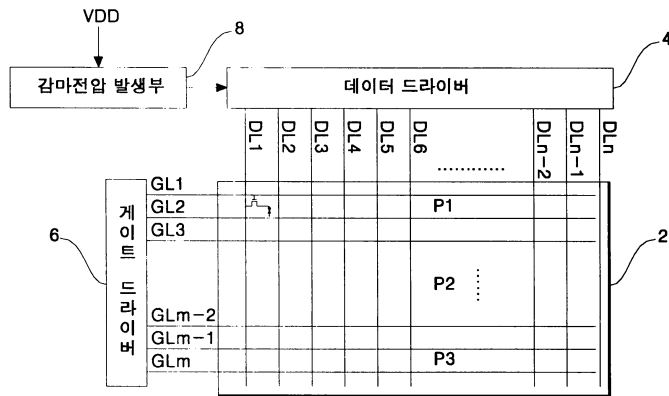 VDD
8
4
감마전압 발생부
데이터 드라이버
DL1
DL2
DL3
DL4
DL5
DL6
DLn-2
DLn-1
DLn
GL1
GL2
GL3
P1
6
게이트 드라이버
2
P2
GLm-2
GLm-1
GLm
P3